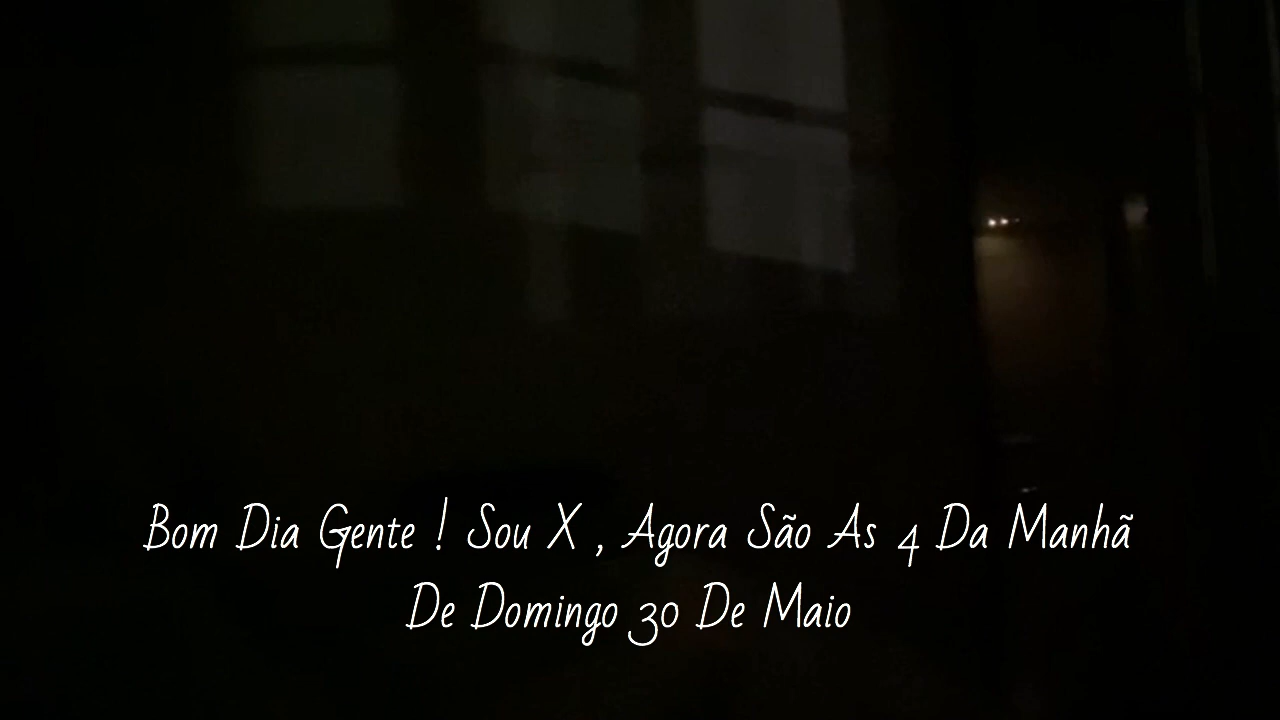 Bom Dia Gente ! Sou X , Agora São As 4 Da Manhã
De Domingo 30 De Maio